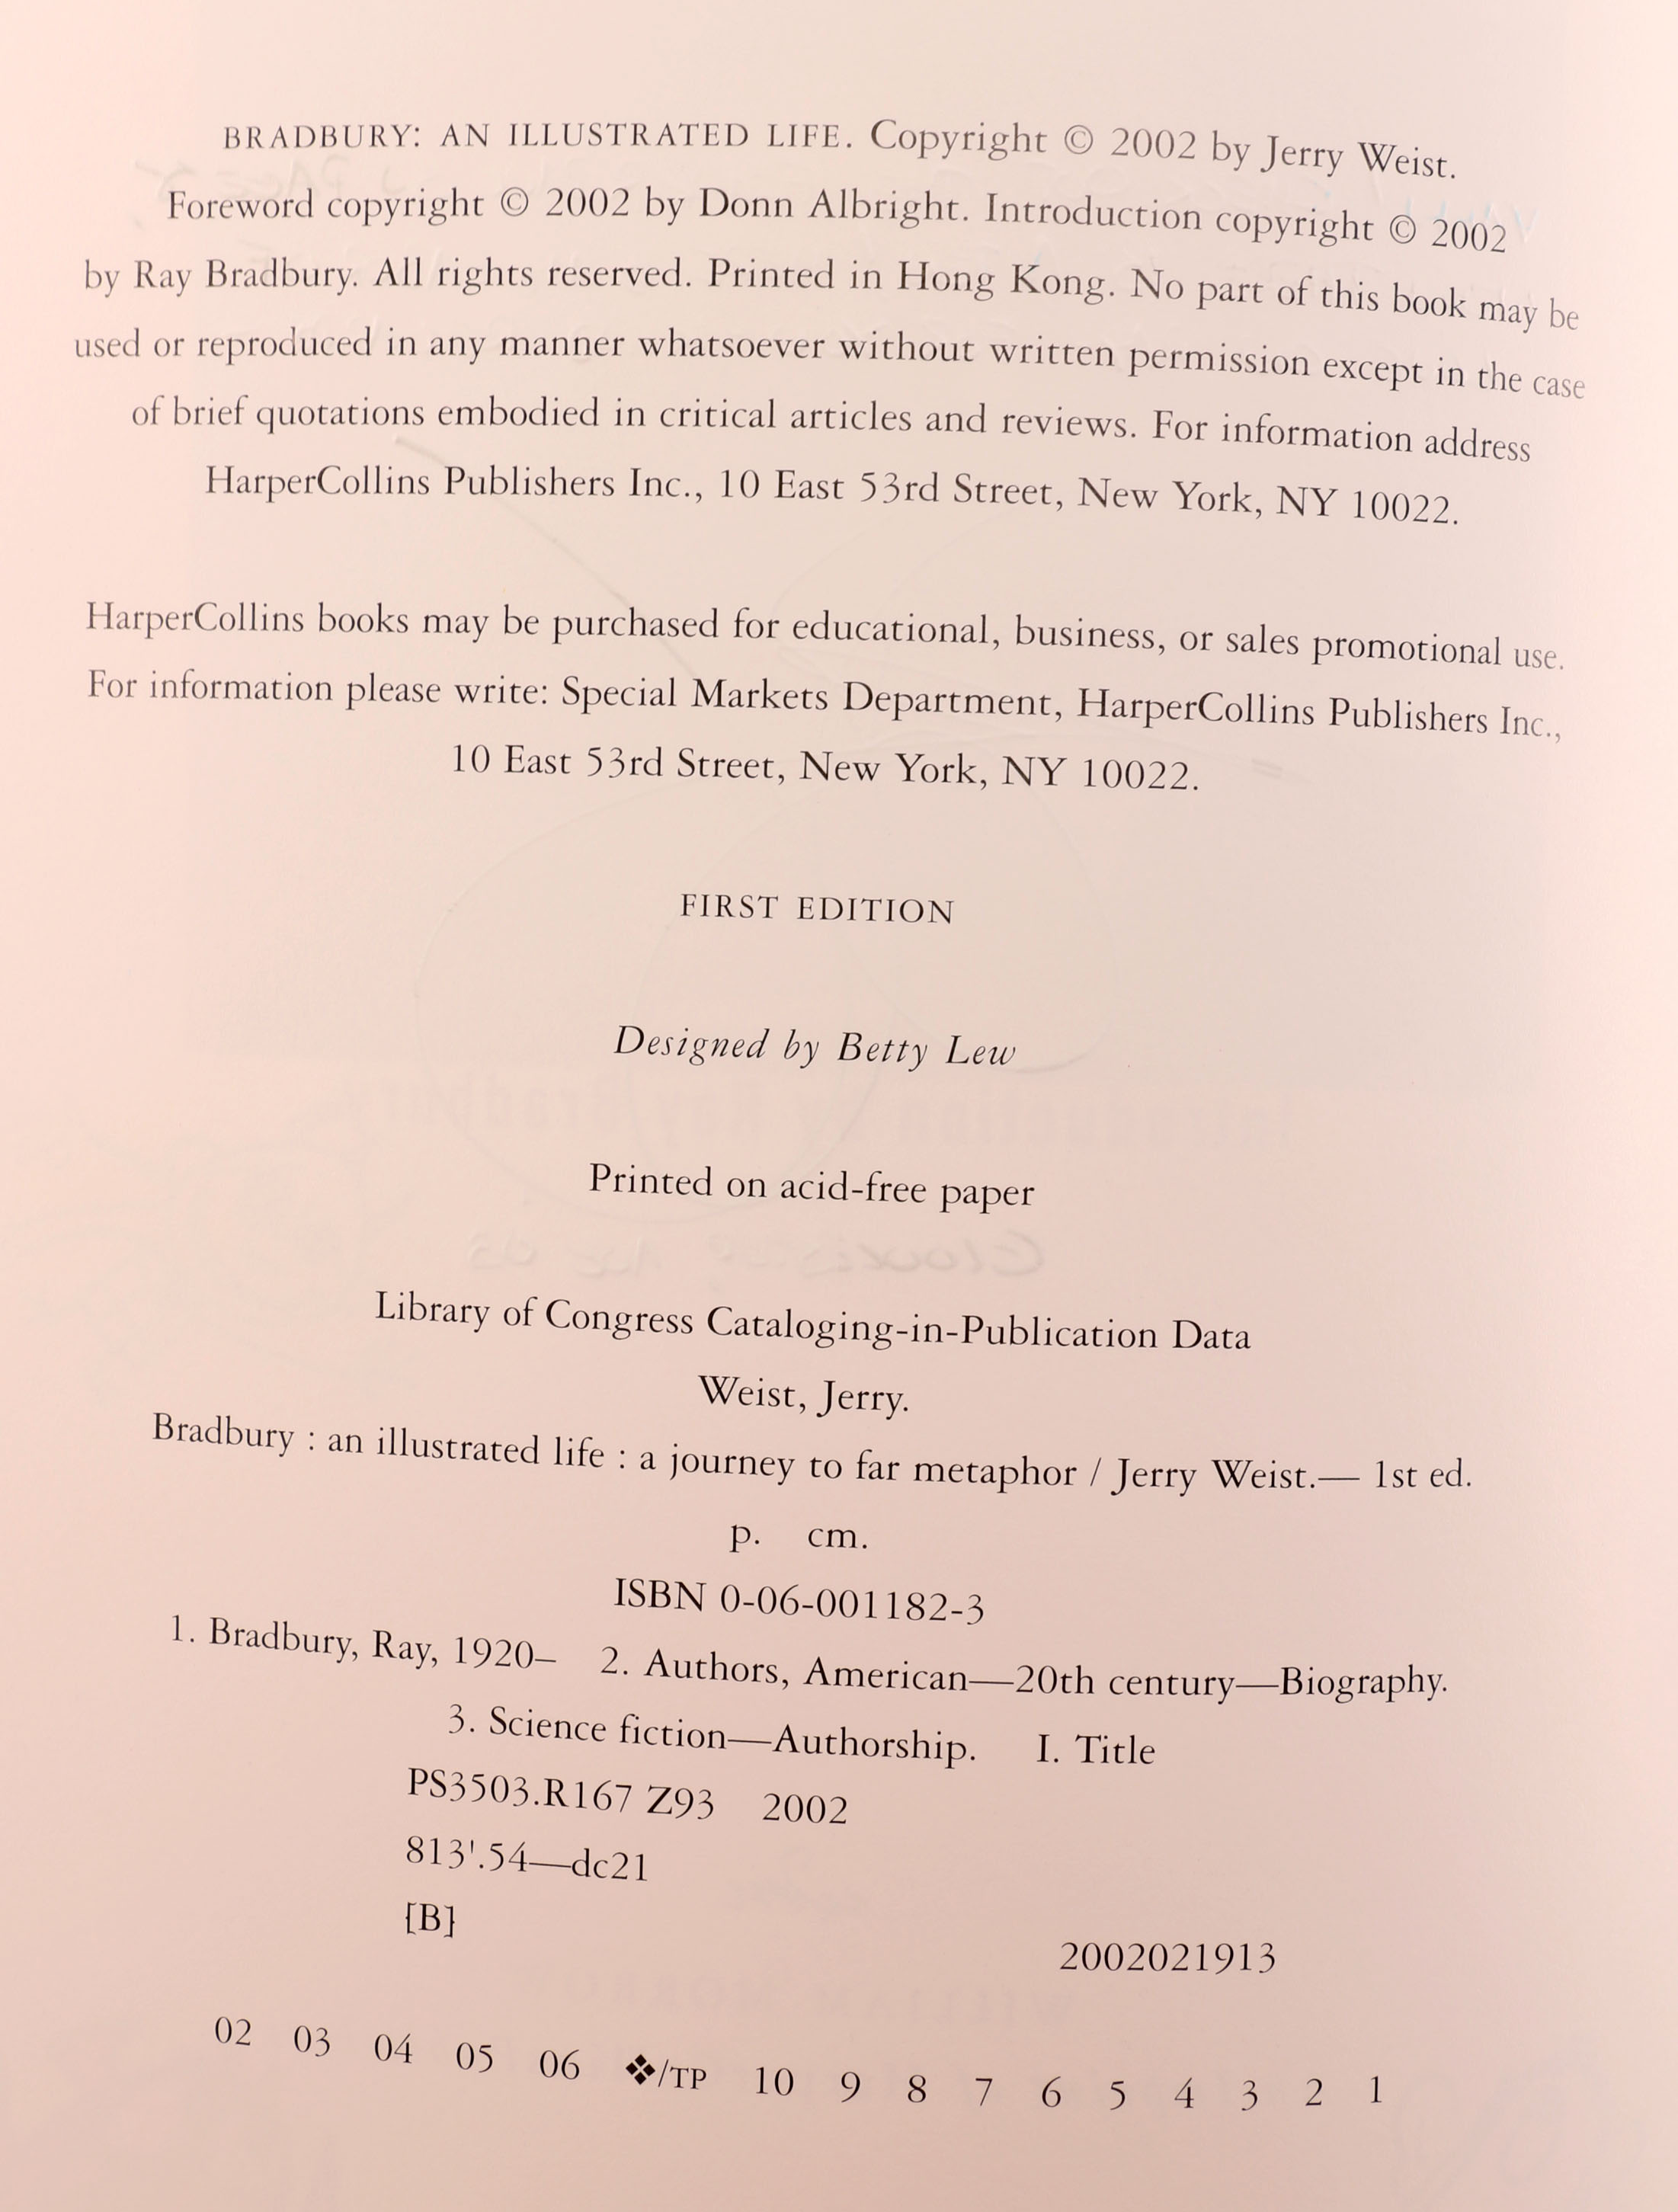 BRADBURY: AN ILLUSTRATED LIFE. Copyright © 2002 by Jerry Weist.
Foreword copyright © 2002 by Donn Albright. Introduction copyright © 2002
by Ray Bradbury. All rights reserved. Printed in Hong Kong. No part of this book may be
used or reproduced in any manner whatsoever without written permission except in the case
of brief quotations embodied in critical articles and reviews. For information address
HarperCollins Publishers Inc., 10 East 53rd Street, New York, NY 10022.
HarperCollins books may be purchased for educational, business, or sales promotional use.
For information please write: Special Markets Department, HarperCollins Publishers Inc.,
10 East 53rd Street, New York, NY 10022.
FIRST EDITION
Designed by Betty Lew
Printed on acid-free paper
Library of Congress Cataloging-in-Publication Data
Weist, Jerry.
Bradbury : an illustrated life : a journey to far metaphor / Jerry Weist.— 1st ed.
p. cm.
ISBN 0-06-001182-3
1. Bradbury, Ray, 1920– 2. Authors, American—20th century—Biography.
3. Science fiction—Authorship. I. Title
PS3503.R167 Z93 2002
813'.54—dc21
[B]
2002021913
02 03 04 05 06 ❖/TP 10 9 8 7 6 5 4 3 2 1